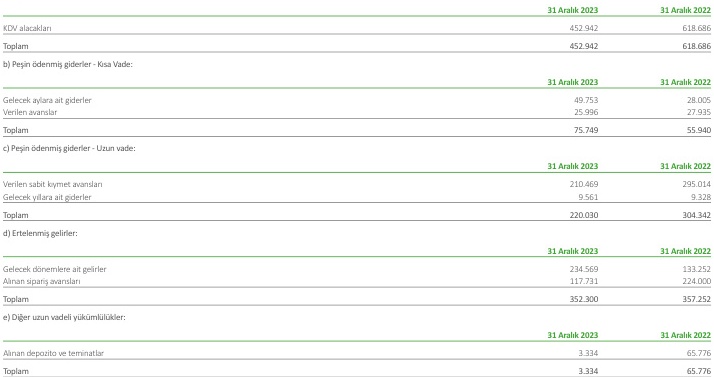 31 Aralık 2023 31 Aralık 2022
KDV alacakları 452.942 618.686
Toplam 452.942 618.686
b) Peşin ödenmiş giderler - Kısa Vade:
31 Aralık 2023 31 Aralık 2022
Gelecek aylara ait giderler 49.753 28.005
Verilen avanslar 25.996 27.935
Toplam 75.749 55.940
c) Peşin ödenmiş giderler - Uzun vade:
31 Aralık 2023 31 Aralık 2022
Verilen sabit kıymet avansları 210.469 295.014
Gelecek yıllara ait giderler 9.561 9.328
Toplam 220.030 304.342
d) Ertelenmiş gelirler:
31 Aralık 2023 31 Aralık 2022
Gelecek dönemlere ait gelirler 234.569 133.252
Alınan sipariş avansları 117.731 224.000
Toplam 352.300 357.252
e) Diğer uzun vadeli yükümlülükler:
31 Aralık 2023 31 Aralık 2022
Alınan depozito ve teminatlar 3.334 65.776
Toplam 3.334 65.776